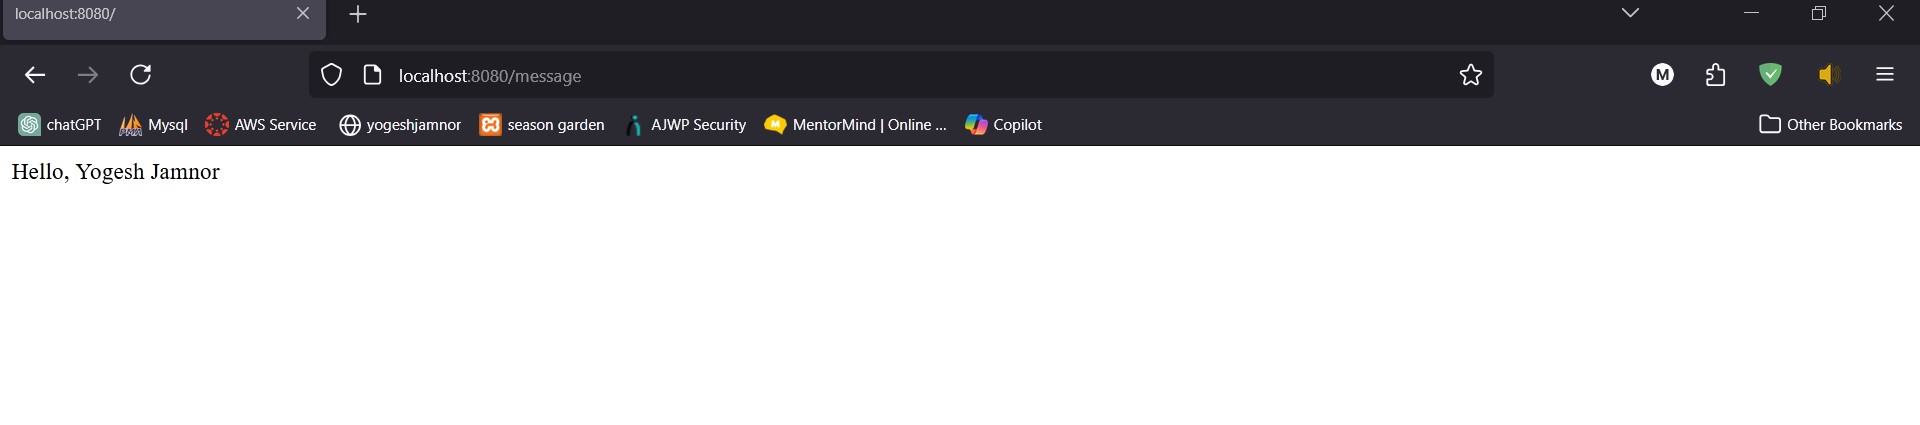 localhost:8080/
localhost:8080/message
M
chatGPT Mysql AWS Service yogeshjamnor season garden AJWP Security MentorMind | Online ... Copilot Other Bookmarks
Hello, Yogesh Jamnor